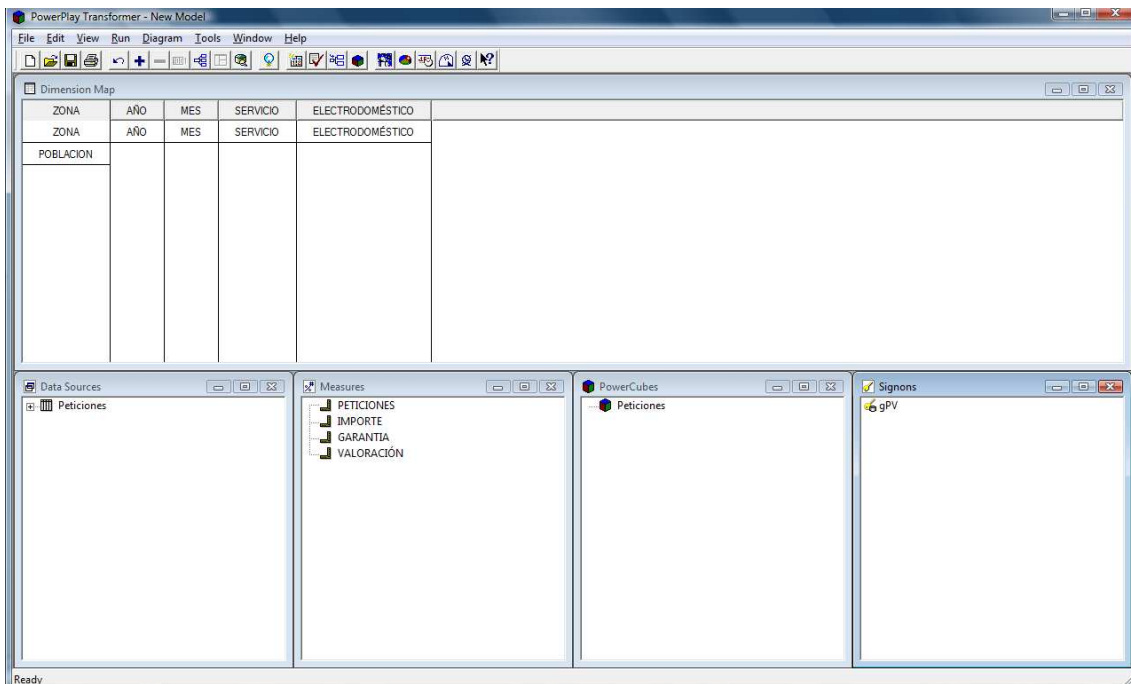 PowerPlay Transformer - New Model
File Edit View Run Diagram Tools Window Help
Dimension Map
ZONA AÑO MES SERVICIO ELECTRODOMÉSTICO
ZONA AÑO MES SERVICIO ELECTRODOMÉSTICO
POBLACION
Data Sources
Peticiones
Measures
PETICIONES
IMPORTE
GARANTIA
VALORACIÓN
PowerCubes
Peticiones
Signons
gPV
Ready